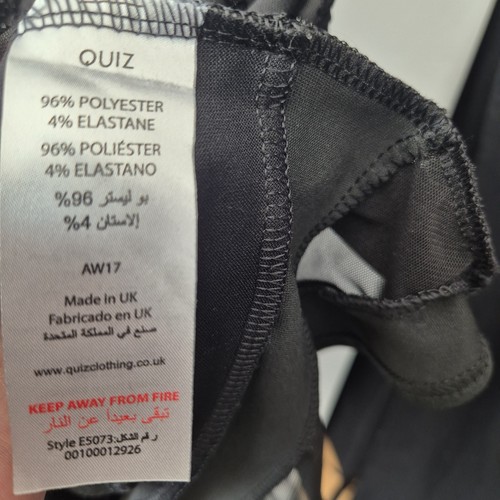 QUIZ
96% POLYESTER
4% ELASTANE
96% POLIÉSTER
4% ELASTANO
بو ليستر 96%
إلاستان 4%
AW17
Made in UK
Fabricado en UK
صنع في المملكة المتحدة
www.quizclothing.co.uk
KEEP AWAY FROM FIRE
تبقى بعيداً عن النار
Style E5073: رقم الشكل
00100012926